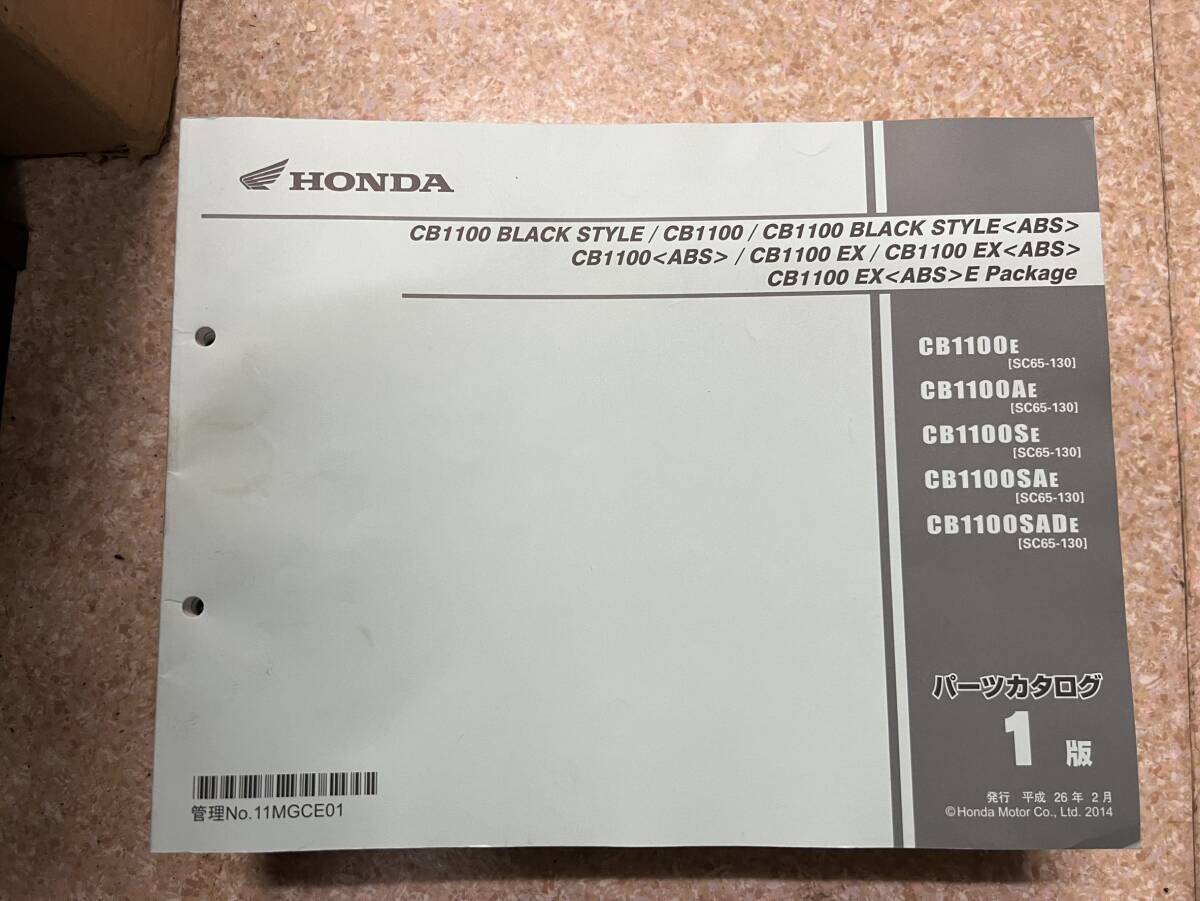 HONDA
CB1100 BLACK STYLE / CB1100 / CB1100 BLACK STYLE<ABS>
CB1100<ABS> / CB1100 EX / CB1100 EX<ABS>
CB1100 EX<ABS>E Package
CB1100E
[SC65-130]
CB1100AE
[SC65-130]
CB1100SE
[SC65-130]
CB1100SAE
[SC65-130]
CB1100SADE
[SC65-130]
パーツカタログ
1 版
発行 平成 26 年 2 月
©Honda Motor Co., Ltd. 2014
管理No.11MGCE01